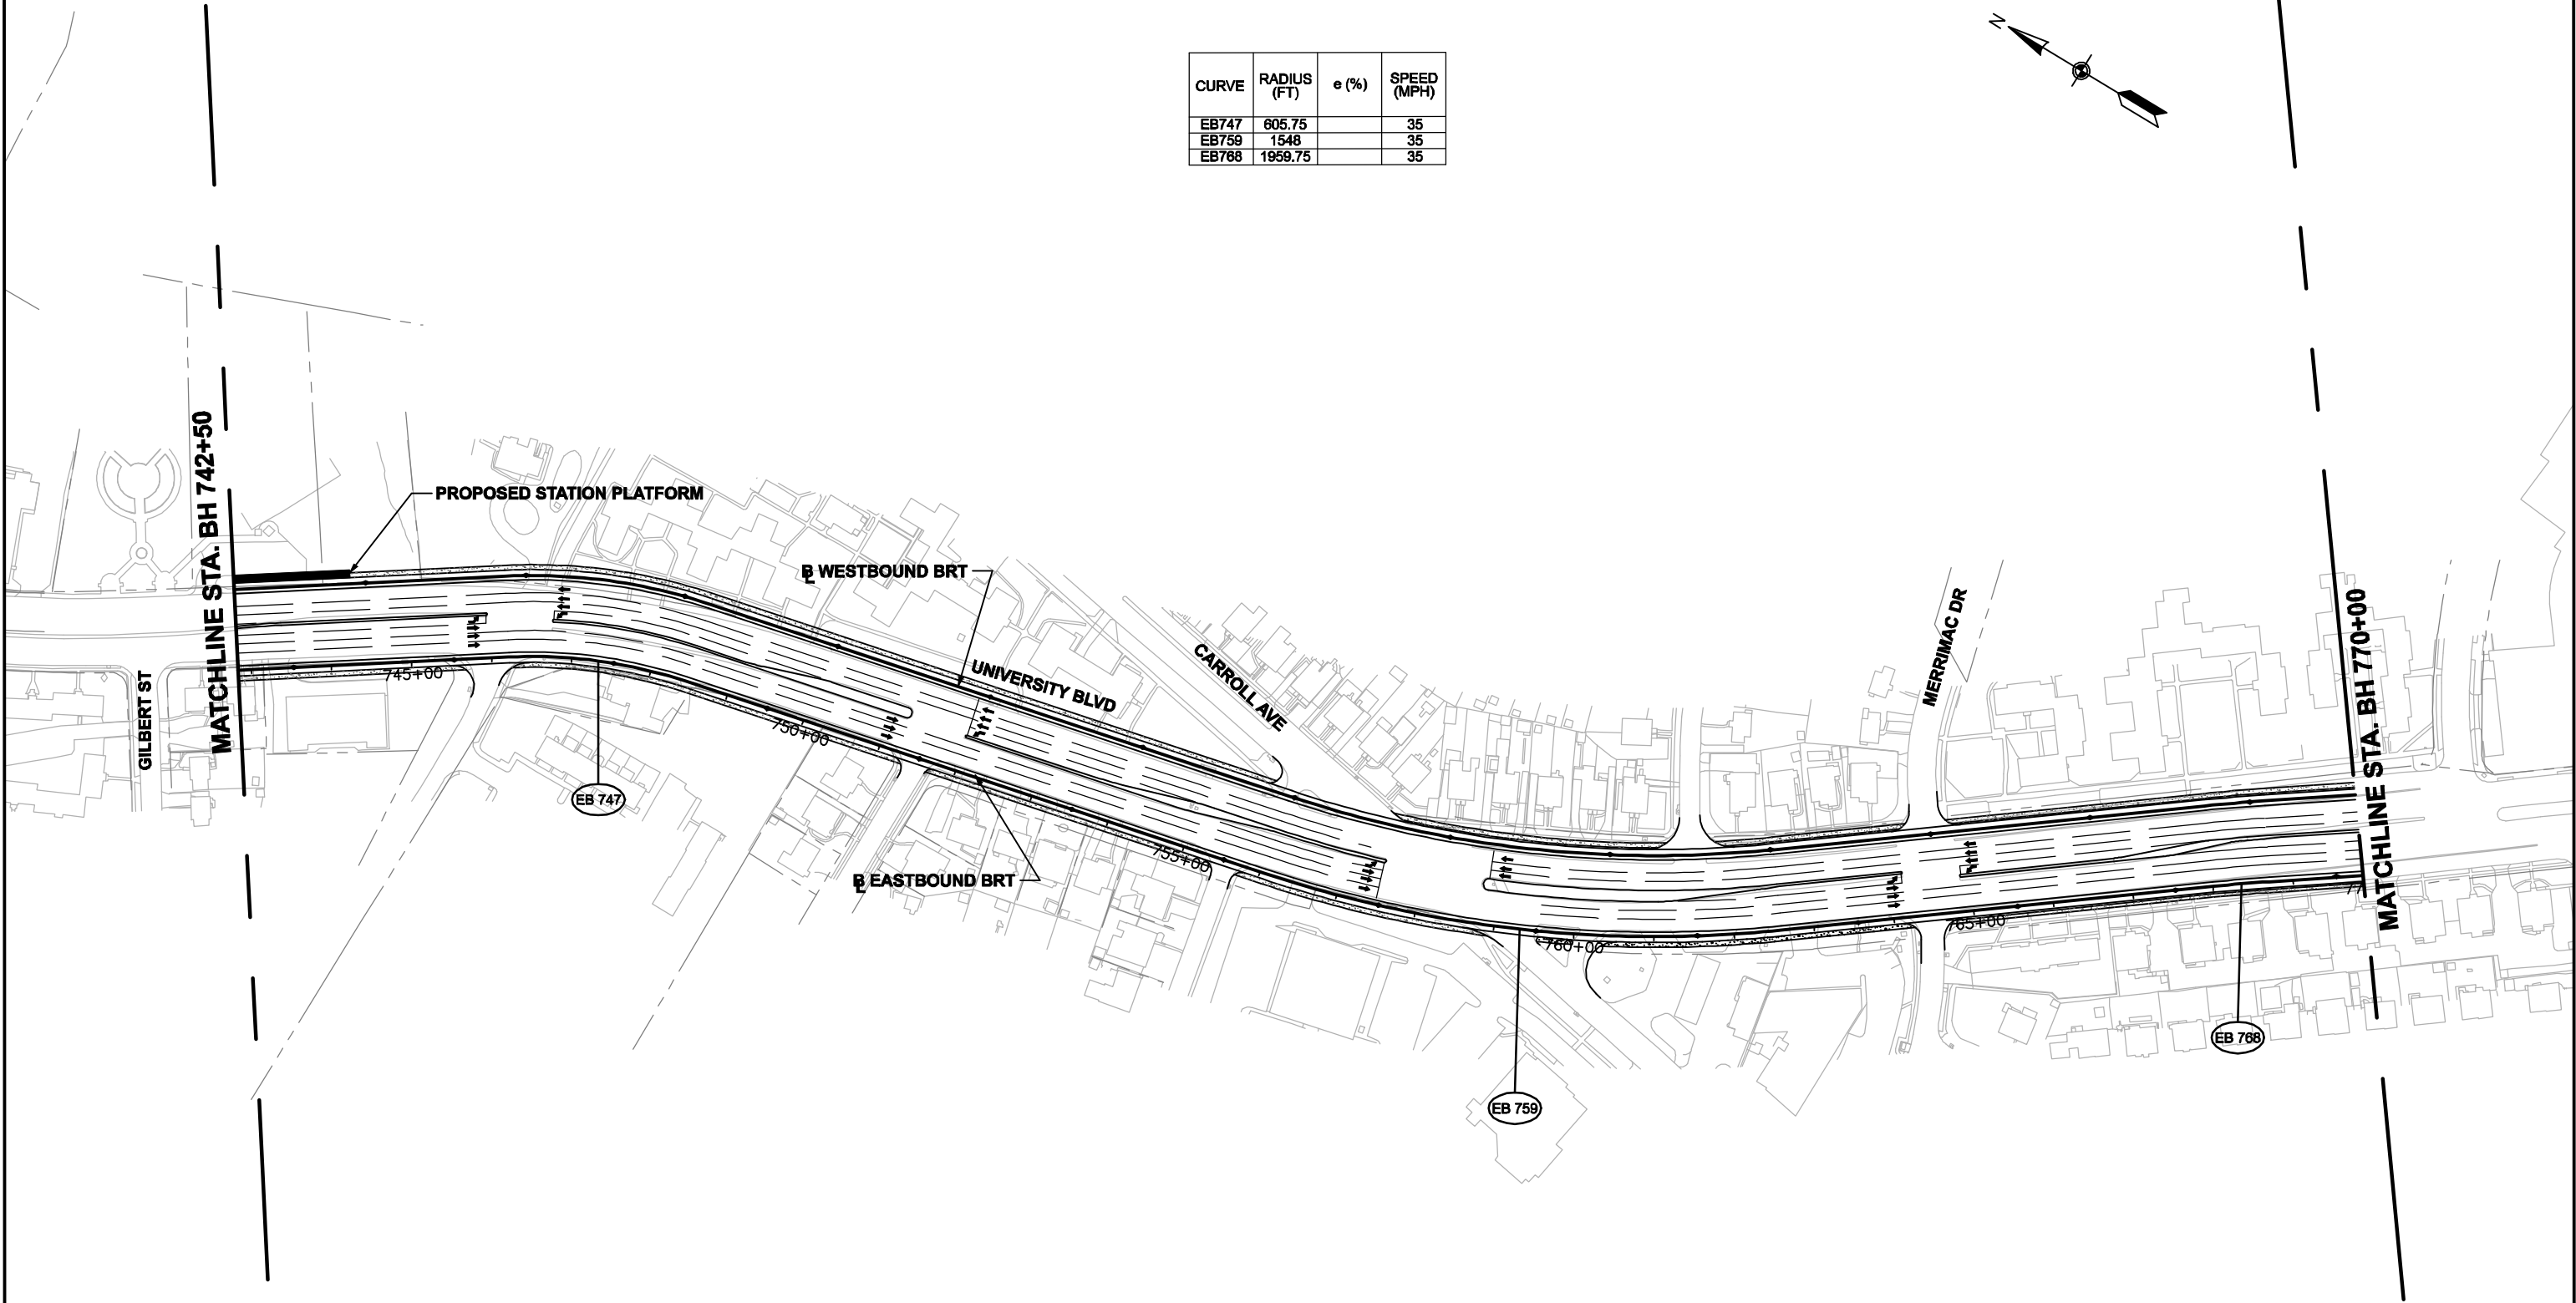 N
CURVE RADIUS (FT) e (%) SPEED (MPH)
EB747 605.75 35
EB759 1548 35
EB768 1959.75 35
MATCHLINE STA. BH 742+50
PROPOSED STATION PLATFORM
GILBERT ST
745+00
EB 747
750+00
BL WESTBOUND BRT
UNIVERSITY BLVD
BL EASTBOUND BRT
755+00
CARROLL AVE
760+00
EB 759
MERRIMAC DR
765+00
EB 768
77
MATCHLINE STA. BH 770+00